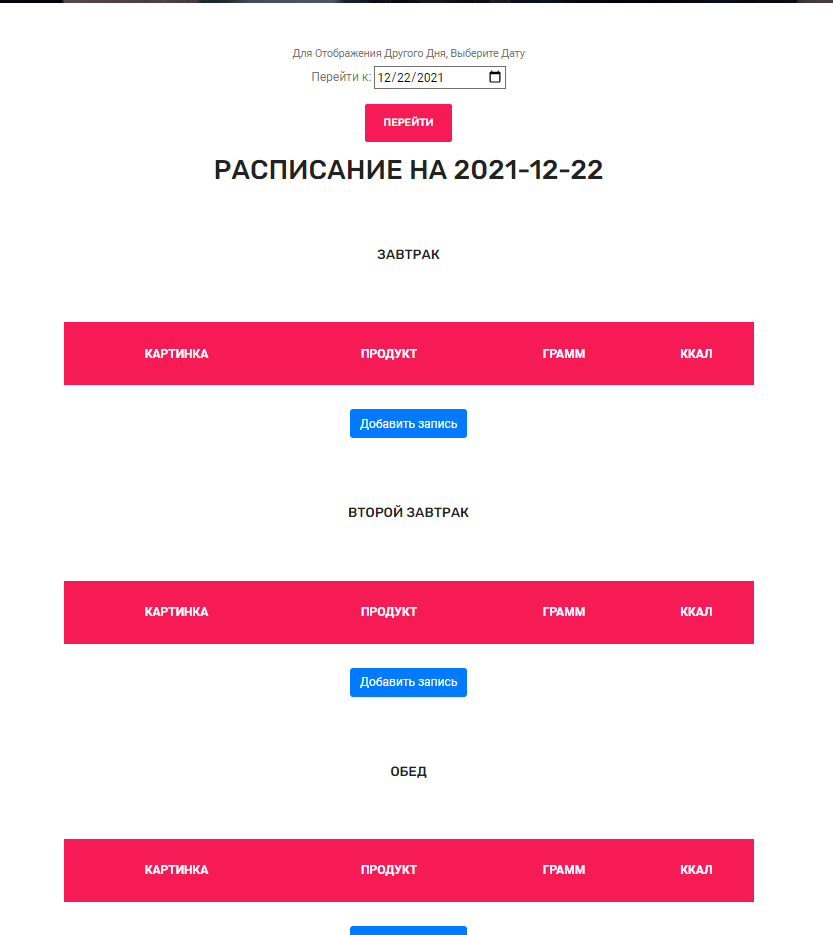 Для Отображения Другого Дня, Выберите Дату
Перейти к: 12/22/2021
ПЕРЕЙТИ
РАСПИСАНИЕ НА 2021-12-22
ЗАВТРАК
КАРТИНКА ПРОДУКТ ГРАММ ККАЛ
Добавить запись
ВТОРОЙ ЗАВТРАК
КАРТИНКА ПРОДУКТ ГРАММ ККАЛ
Добавить запись
ОБЕД
КАРТИНКА ПРОДУКТ ГРАММ ККАЛ